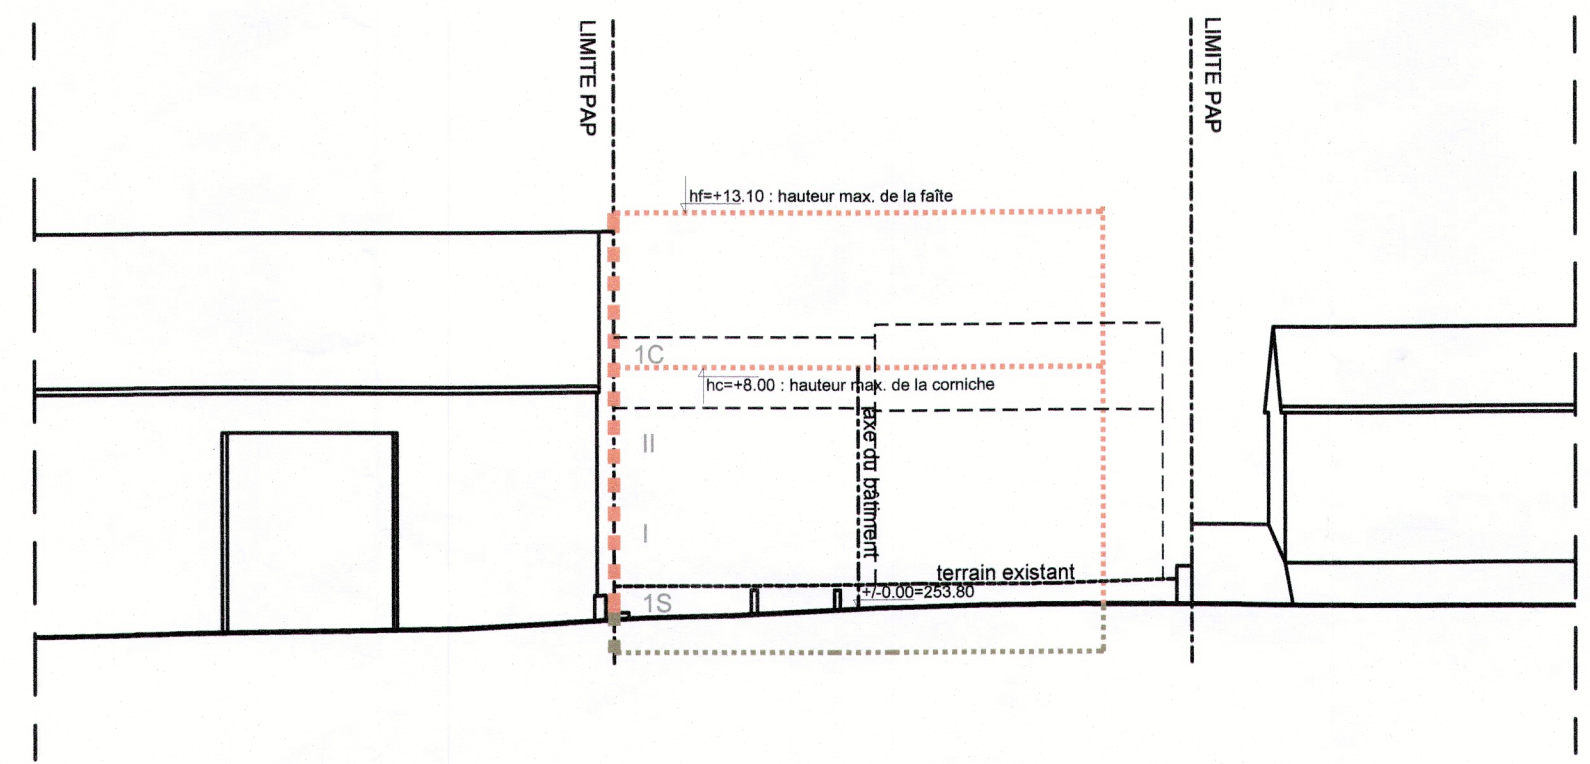 LIMITE PAP
LIMITE PAP
hf=+13.10 : hauteur max. de la faîte
1C
hc=+8.00 : hauteur max. de la corniche
II
axe du bâtiment
I
terrain existant
+/-0.00=253.80
1S